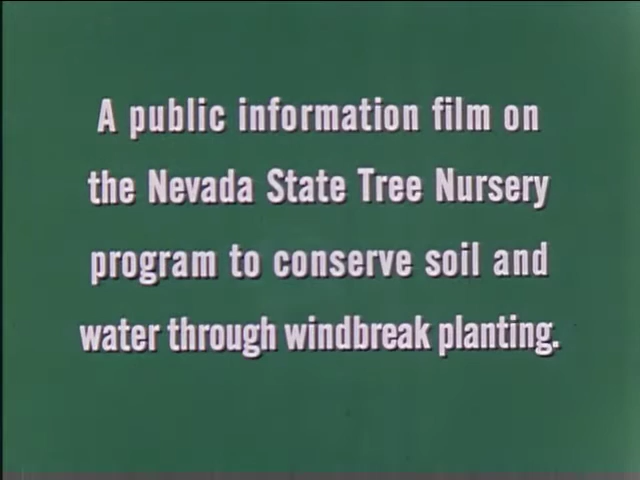 A public information film on
the Nevada State Tree Nursery
program to conserve soil and
water through windbreak planting.